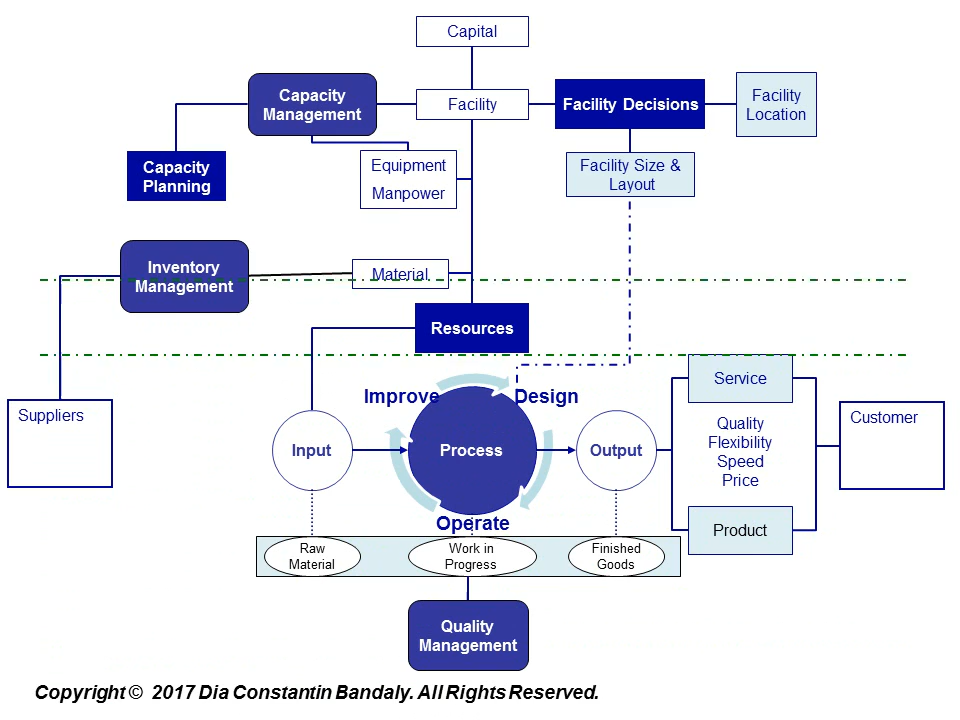 Capital
Capacity
Management
Facility
Facility Decisions
Facility
Location
Capacity
Planning
Equipment
Manpower
Facility Size &
Layout
Inventory
Management
Material
Resources
Improve
Design
Service
Suppliers
Customer
Input
Process
Output
Quality
Flexibility
Speed
Price
Operate
Product
Raw
Material
Work in
Progress
Finished
Goods
Quality
Management
Copyright © 2017 Dia Constantin Bandaly. All Rights Reserved.